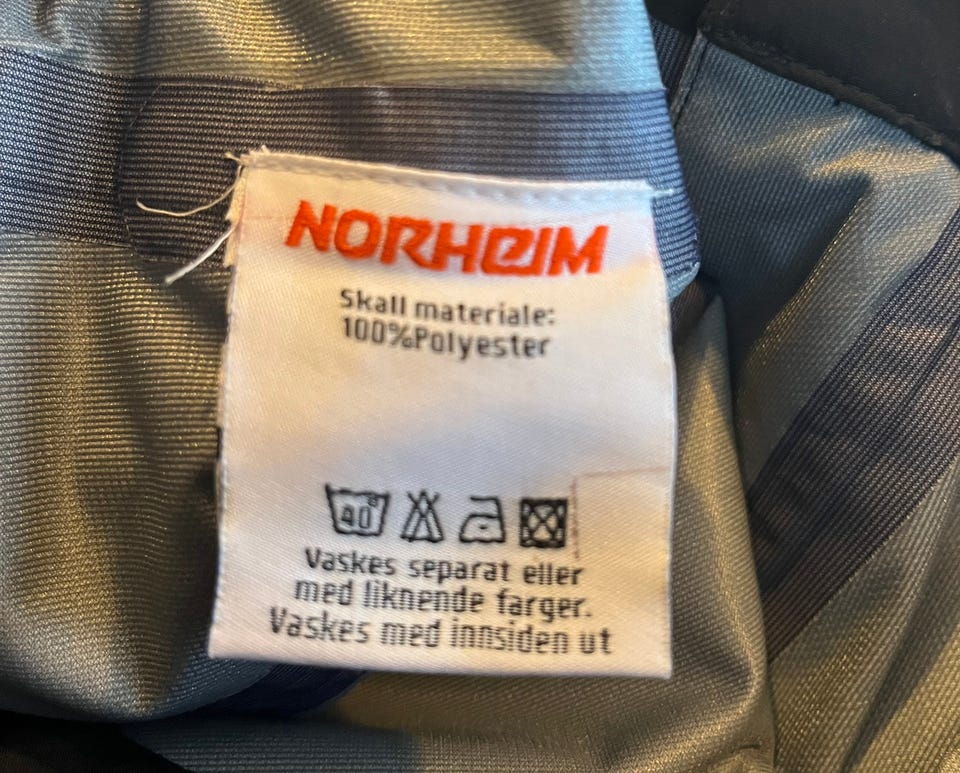 NORHEIM
Skall materiale:
100%Polyester
40°
Vaskes separat eller
med liknende farger.
Vaskes med innsiden ut